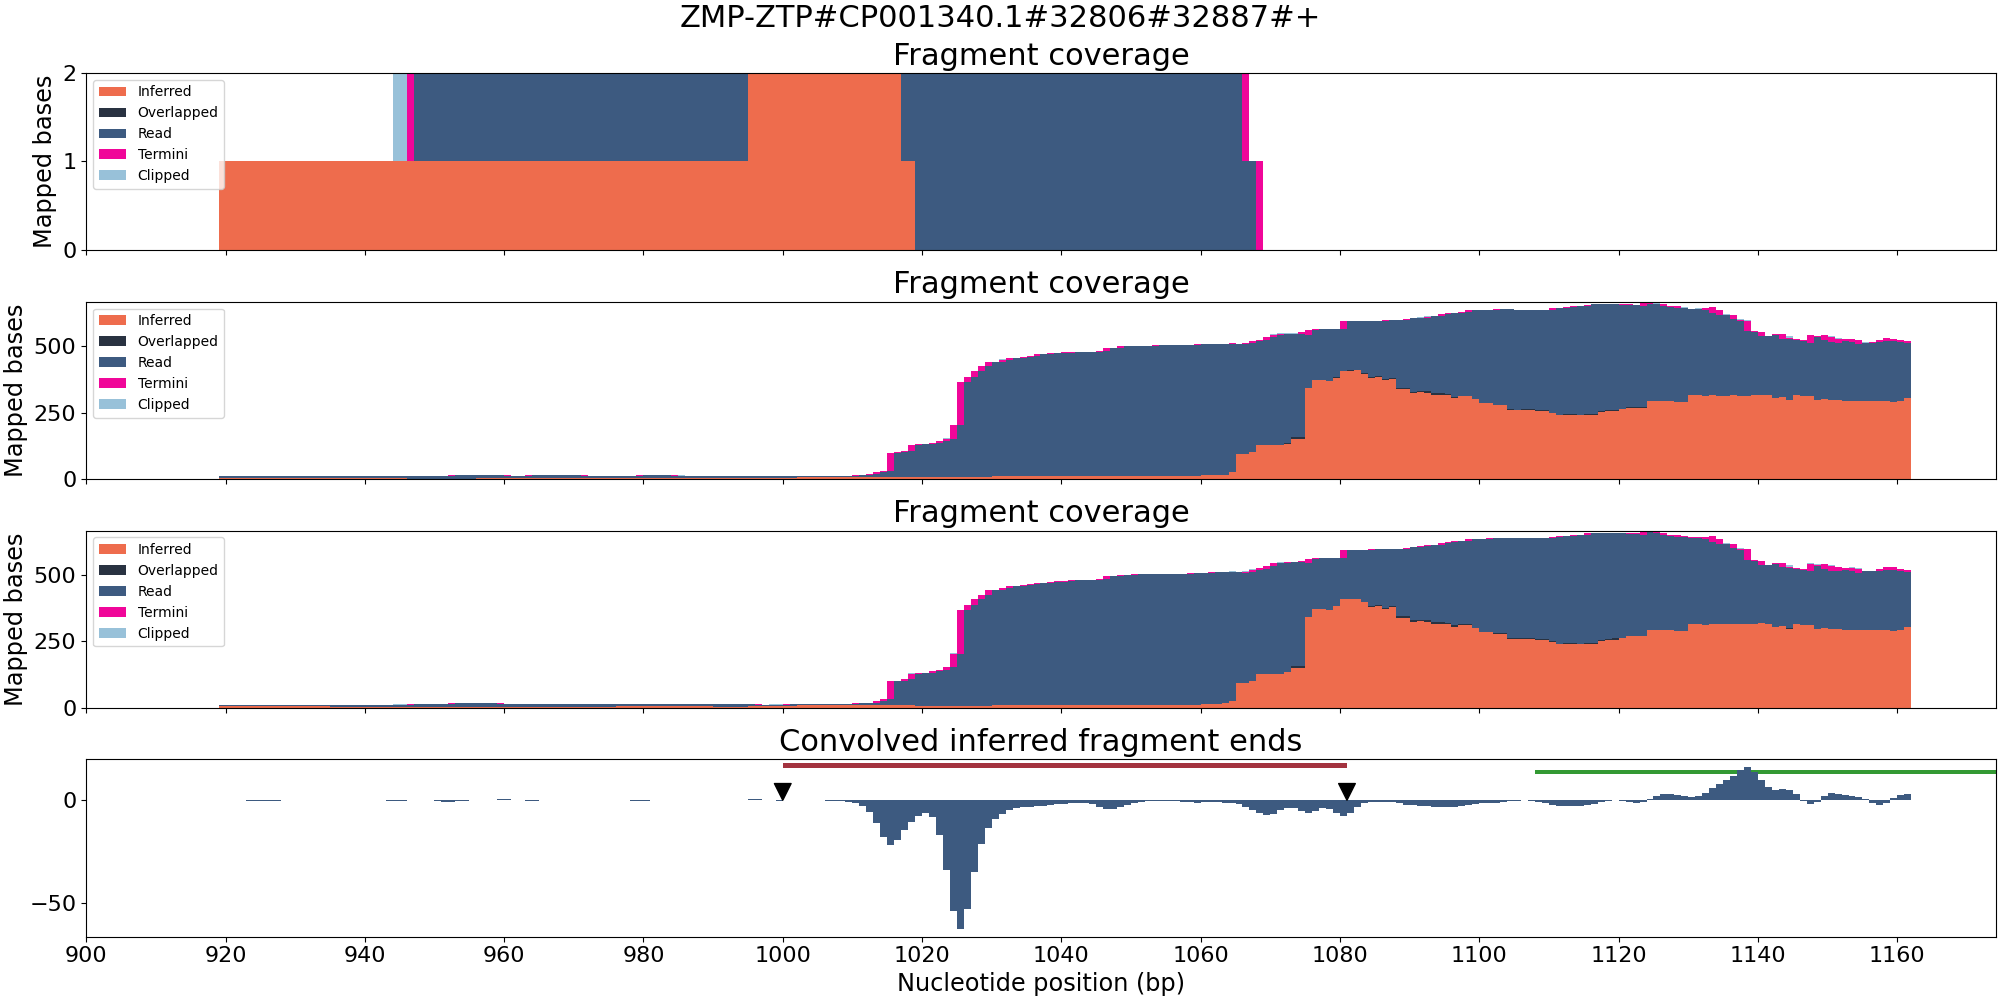 ZMP-ZTP#CP001340.1#32806#32887#+
Fragment coverage
Mapped bases
2
1
0
Inferred
Overlapped
Read
Termini
Clipped
Fragment coverage
Mapped bases
500
250
0
Inferred
Overlapped
Read
Termini
Clipped
Fragment coverage
Mapped bases
500
250
0
Inferred
Overlapped
Read
Termini
Clipped
Convolved inferred fragment ends
0
−50
900 920 940 960 980 1000 1020 1040 1060 1080 1100 1120 1140 1160
Nucleotide position (bp)